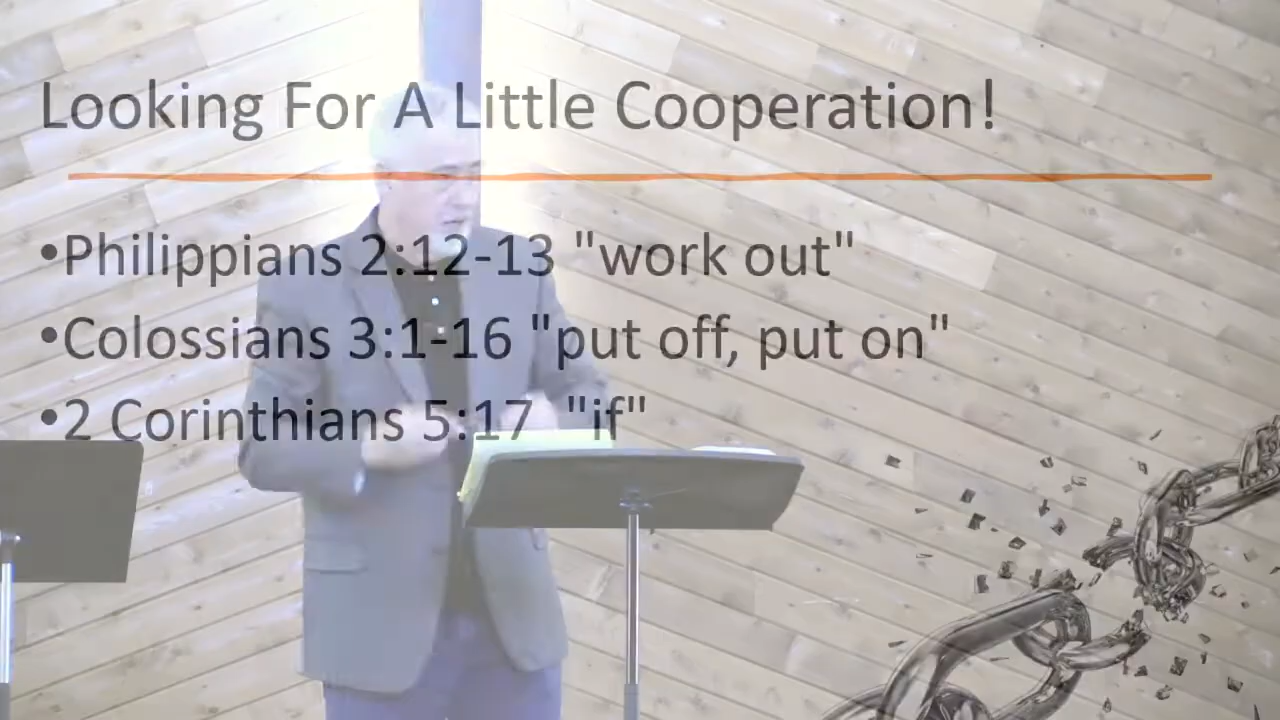 Looking For A Little Cooperation!
•Philippians 2:12-13 "work out"
•Colossians 3:1-16 "put off, put on"
•2 Corinthians 5:17 "if"